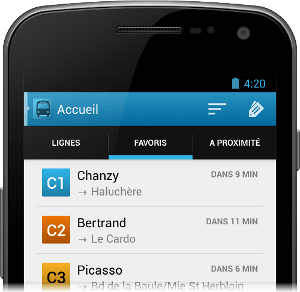 4:20
Accueil
LIGNES FAVORIS A PROXIMITÉ
C1 Chanzy DANS 9 MIN
→ Haluchère
C2 Bertrand DANS 11 MIN
→ Le Cardo
C3 Picasso DANS 6 MIN
→ Bd de la Baule/Mie St Herblain